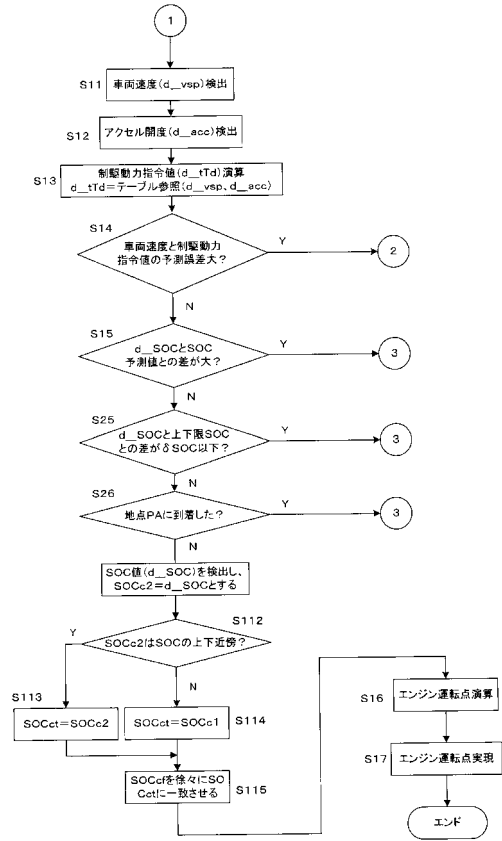 1
S11
車両速度(d__vsp)検出
S12
アクセル開度(d__acc)検出
S13
制駆動力指令値(d__tTd)演算
d__tTd=テーブル参照(d__vsp、d__acc)
S14
車両速度と制駆動力
指令値の予測誤差大?
Y
2
N
S15
d__SOCとSOC
予測値との差が大?
Y
3
N
S25
d__SOCと上下限SOC
との差がδSOC以下?
Y
3
N
S26
地点PAに到着した?
Y
3
N
SOC値(d__SOC)を検出し、
SOCc2=d__SOCとする
S112
SOCc2はSOCの上下近傍?
Y
N
S113
SOCct=SOCc2
SOCct=SOCc1
S114
SOCcfを徐々にSO
Cctに一致させる
S115
S16
エンジン運転点演算
S17
エンジン運転点実現
エンド